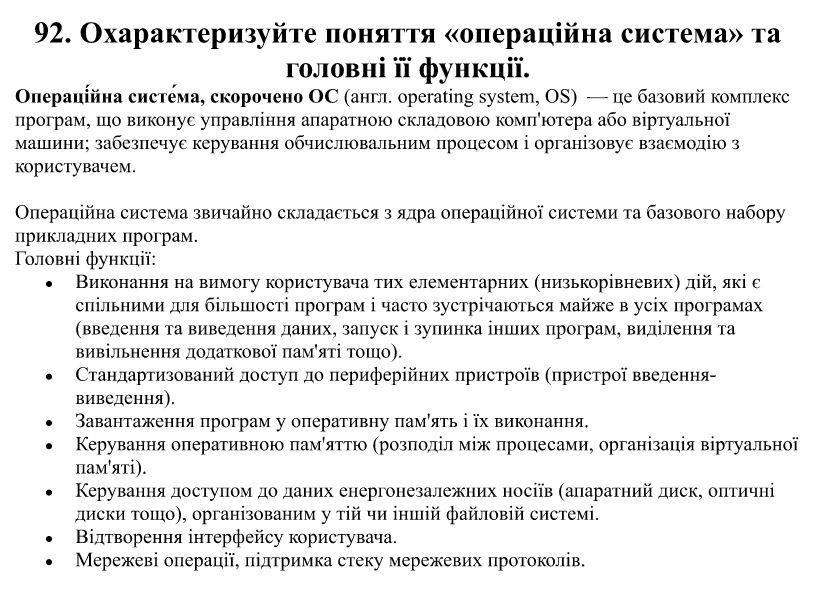 92. Охарактеризуйте поняття «операційна система» та
головні її функції.
Операці́йна систе́ма, скорочено ОС (англ. operating system, OS) — це базовий комплекс
програм, що виконує управління апаратною складовою комп'ютера або віртуальної
машини; забезпечує керування обчислювальним процесом і організовує взаємодію з
користувачем.
Операційна система звичайно складається з ядра операційної системи та базового набору
прикладних програм.
Головні функції:
• Виконання на вимогу користувача тих елементарних (низькорівневих) дій, які є
спільними для більшості програм і часто зустрічаються майже в усіх програмах
(введення та виведення даних, запуск і зупинка інших програм, виділення та
вивільнення додаткової пам'яті тощо).
• Стандартизований доступ до периферійних пристроїв (пристрої введення-
виведення).
• Завантаження програм у оперативну пам'ять і їх виконання.
• Керування оперативною пам'яттю (розподіл між процесами, організація віртуальної
пам'яті).
• Керування доступом до даних енергонезалежних носіїв (апаратний диск, оптичні
диски тощо), організованим у тій чи іншій файловій системі.
• Відтворення інтерфейсу користувача.
• Мережеві операції, підтримка стеку мережевих протоколів.